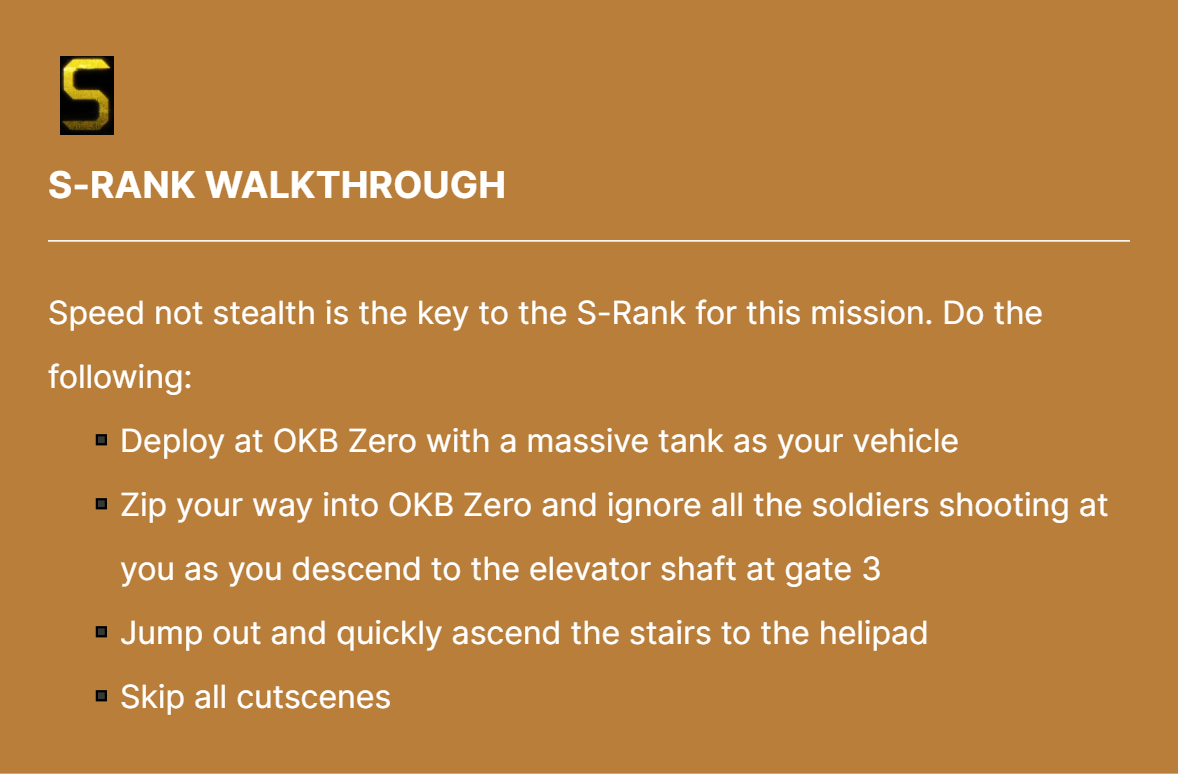 S
S-RANK WALKTHROUGH
Speed not stealth is the key to the S-Rank for this mission. Do the
following:
Deploy at OKB Zero with a massive tank as your vehicle
Zip your way into OKB Zero and ignore all the soldiers shooting at
you as you descend to the elevator shaft at gate 3
Jump out and quickly ascend the stairs to the helipad
Skip all cutscenes